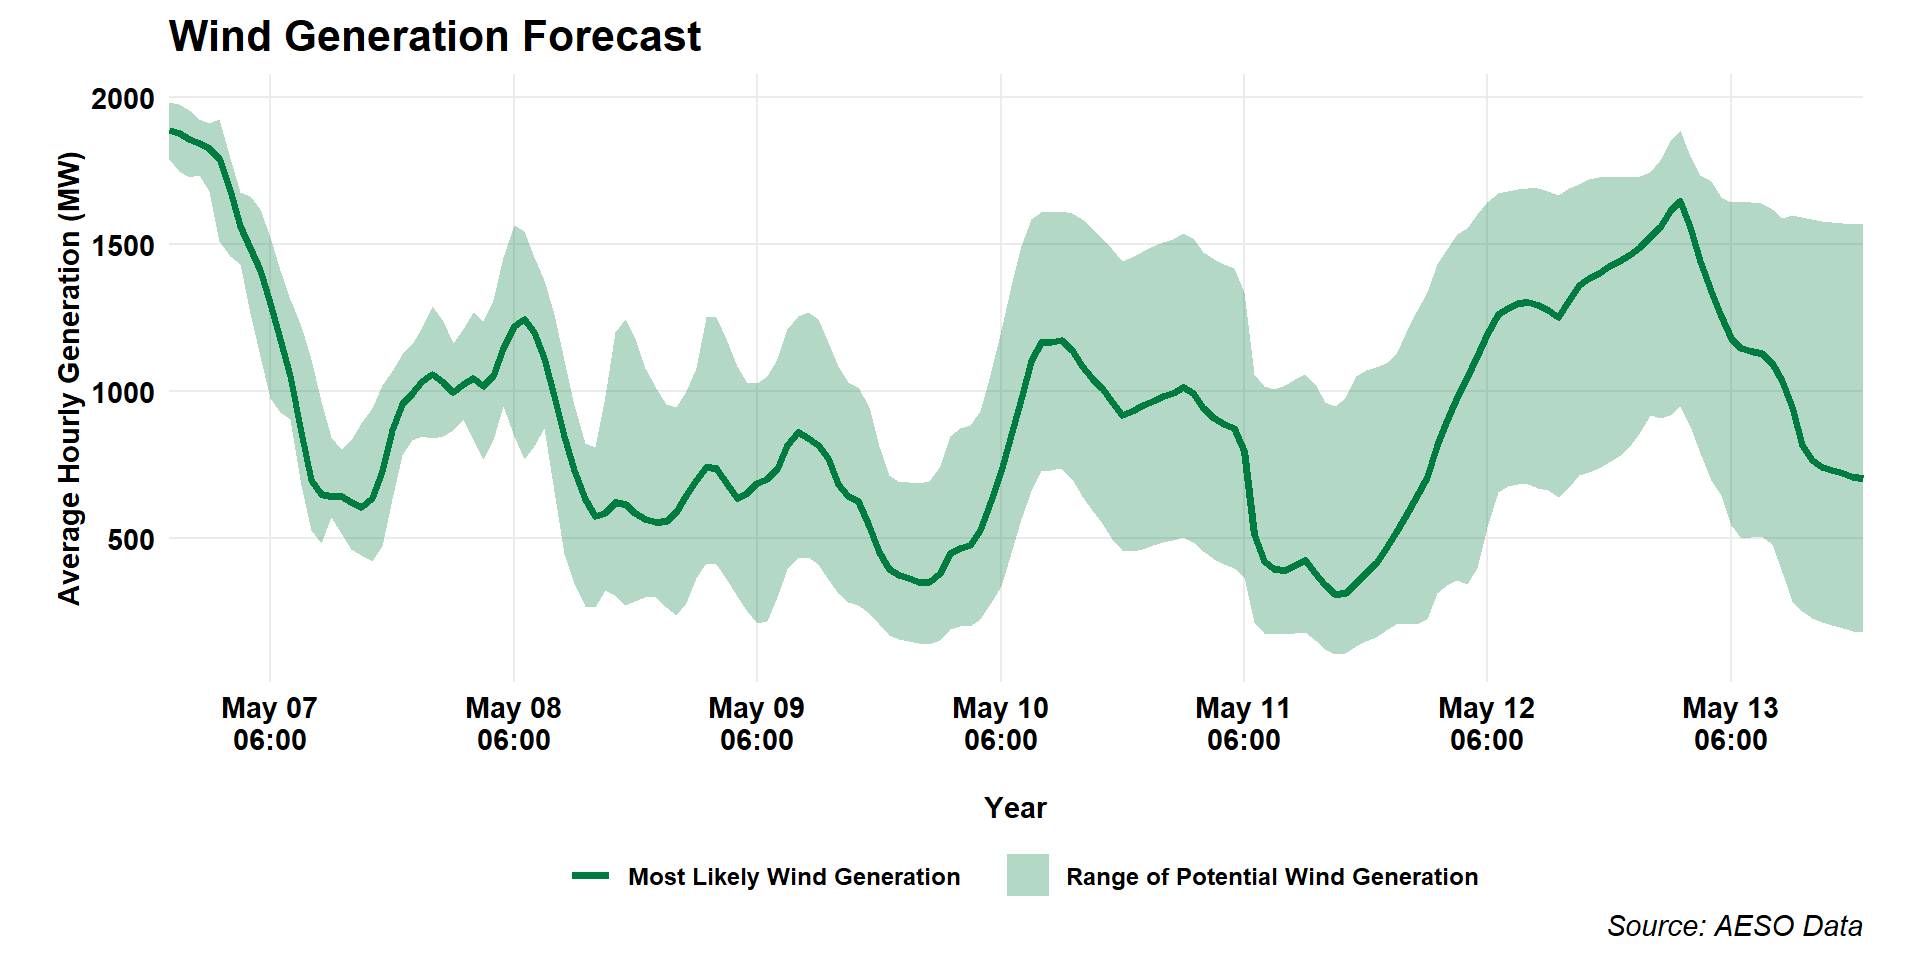 Wind Generation Forecast
Average Hourly Generation (MW)
2000
1500
1000
500
May 07
06:00
May 08
06:00
May 09
06:00
May 10
06:00
May 11
06:00
May 12
06:00
May 13
06:00
Year
Most Likely Wind Generation
Range of Potential Wind Generation
Source: AESO Data